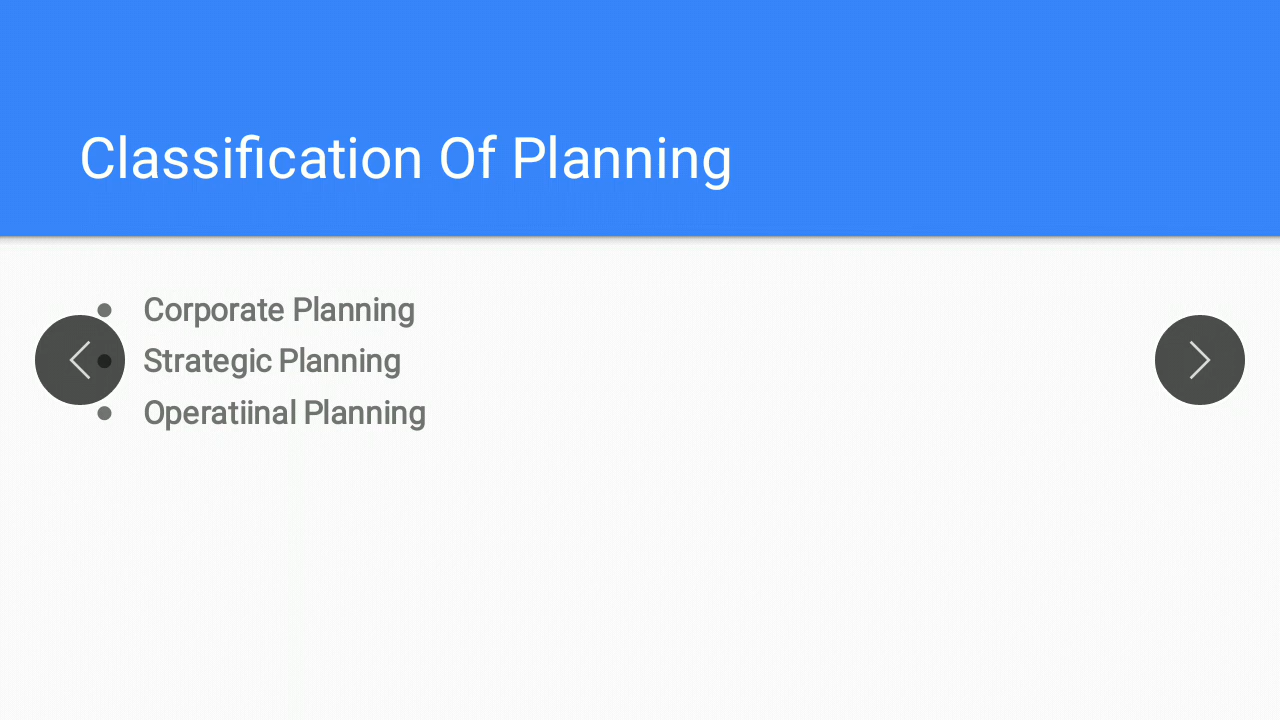 Classification Of Planning
• Corporate Planning
• Strategic Planning
• Operatiinal Planning